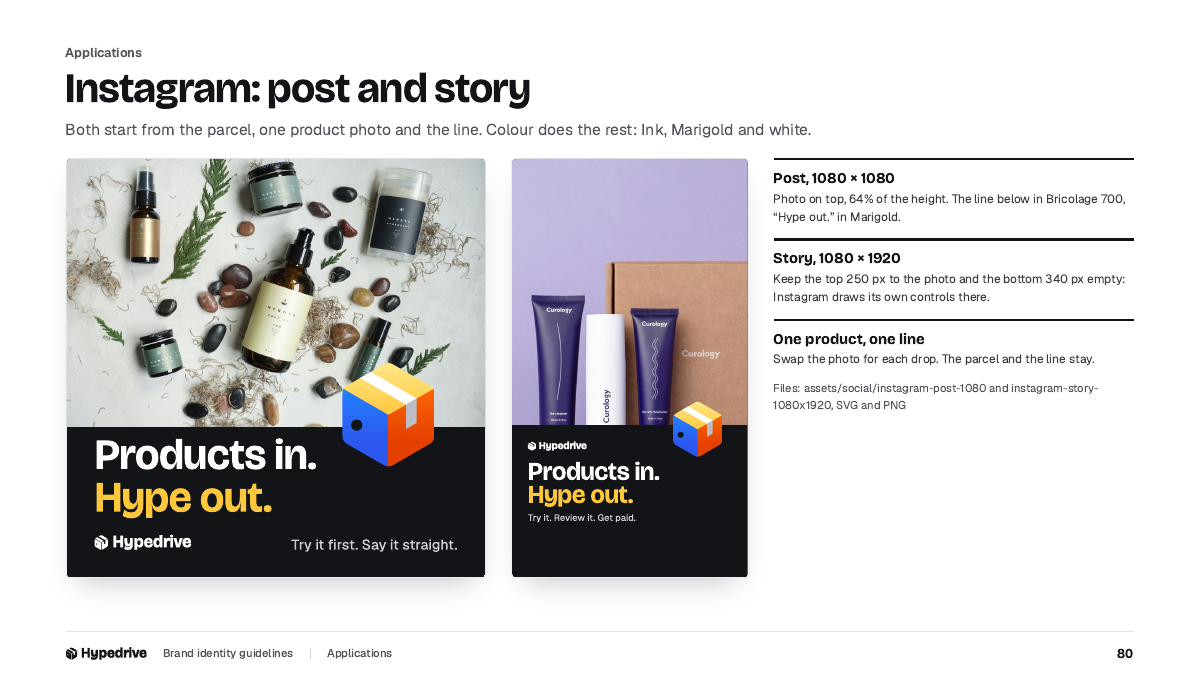 Applications
Instagram: post and story
Both start from the parcel, one product photo and the line. Colour does the rest: Ink, Marigold and white.
Curology
Curology
Curology
Curology
Products in.
Hype out.
Hypedrive
Try it first. Say it straight.
Hypedrive
Products in.
Hype out.
Try it. Review it. Get paid.
Post, 1080 × 1080
Photo on top, 64% of the height. The line below in Bricolage 700,
“Hype out.” in Marigold.
Story, 1080 × 1920
Keep the top 250 px to the photo and the bottom 340 px empty:
Instagram draws its own controls there.
One product, one line
Swap the photo for each drop. The parcel and the line stay.
Files: assets/social/instagram-post-1080 and instagram-story-
1080x1920, SVG and PNG
Hypedrive
Brand identity guidelines
Applications
80